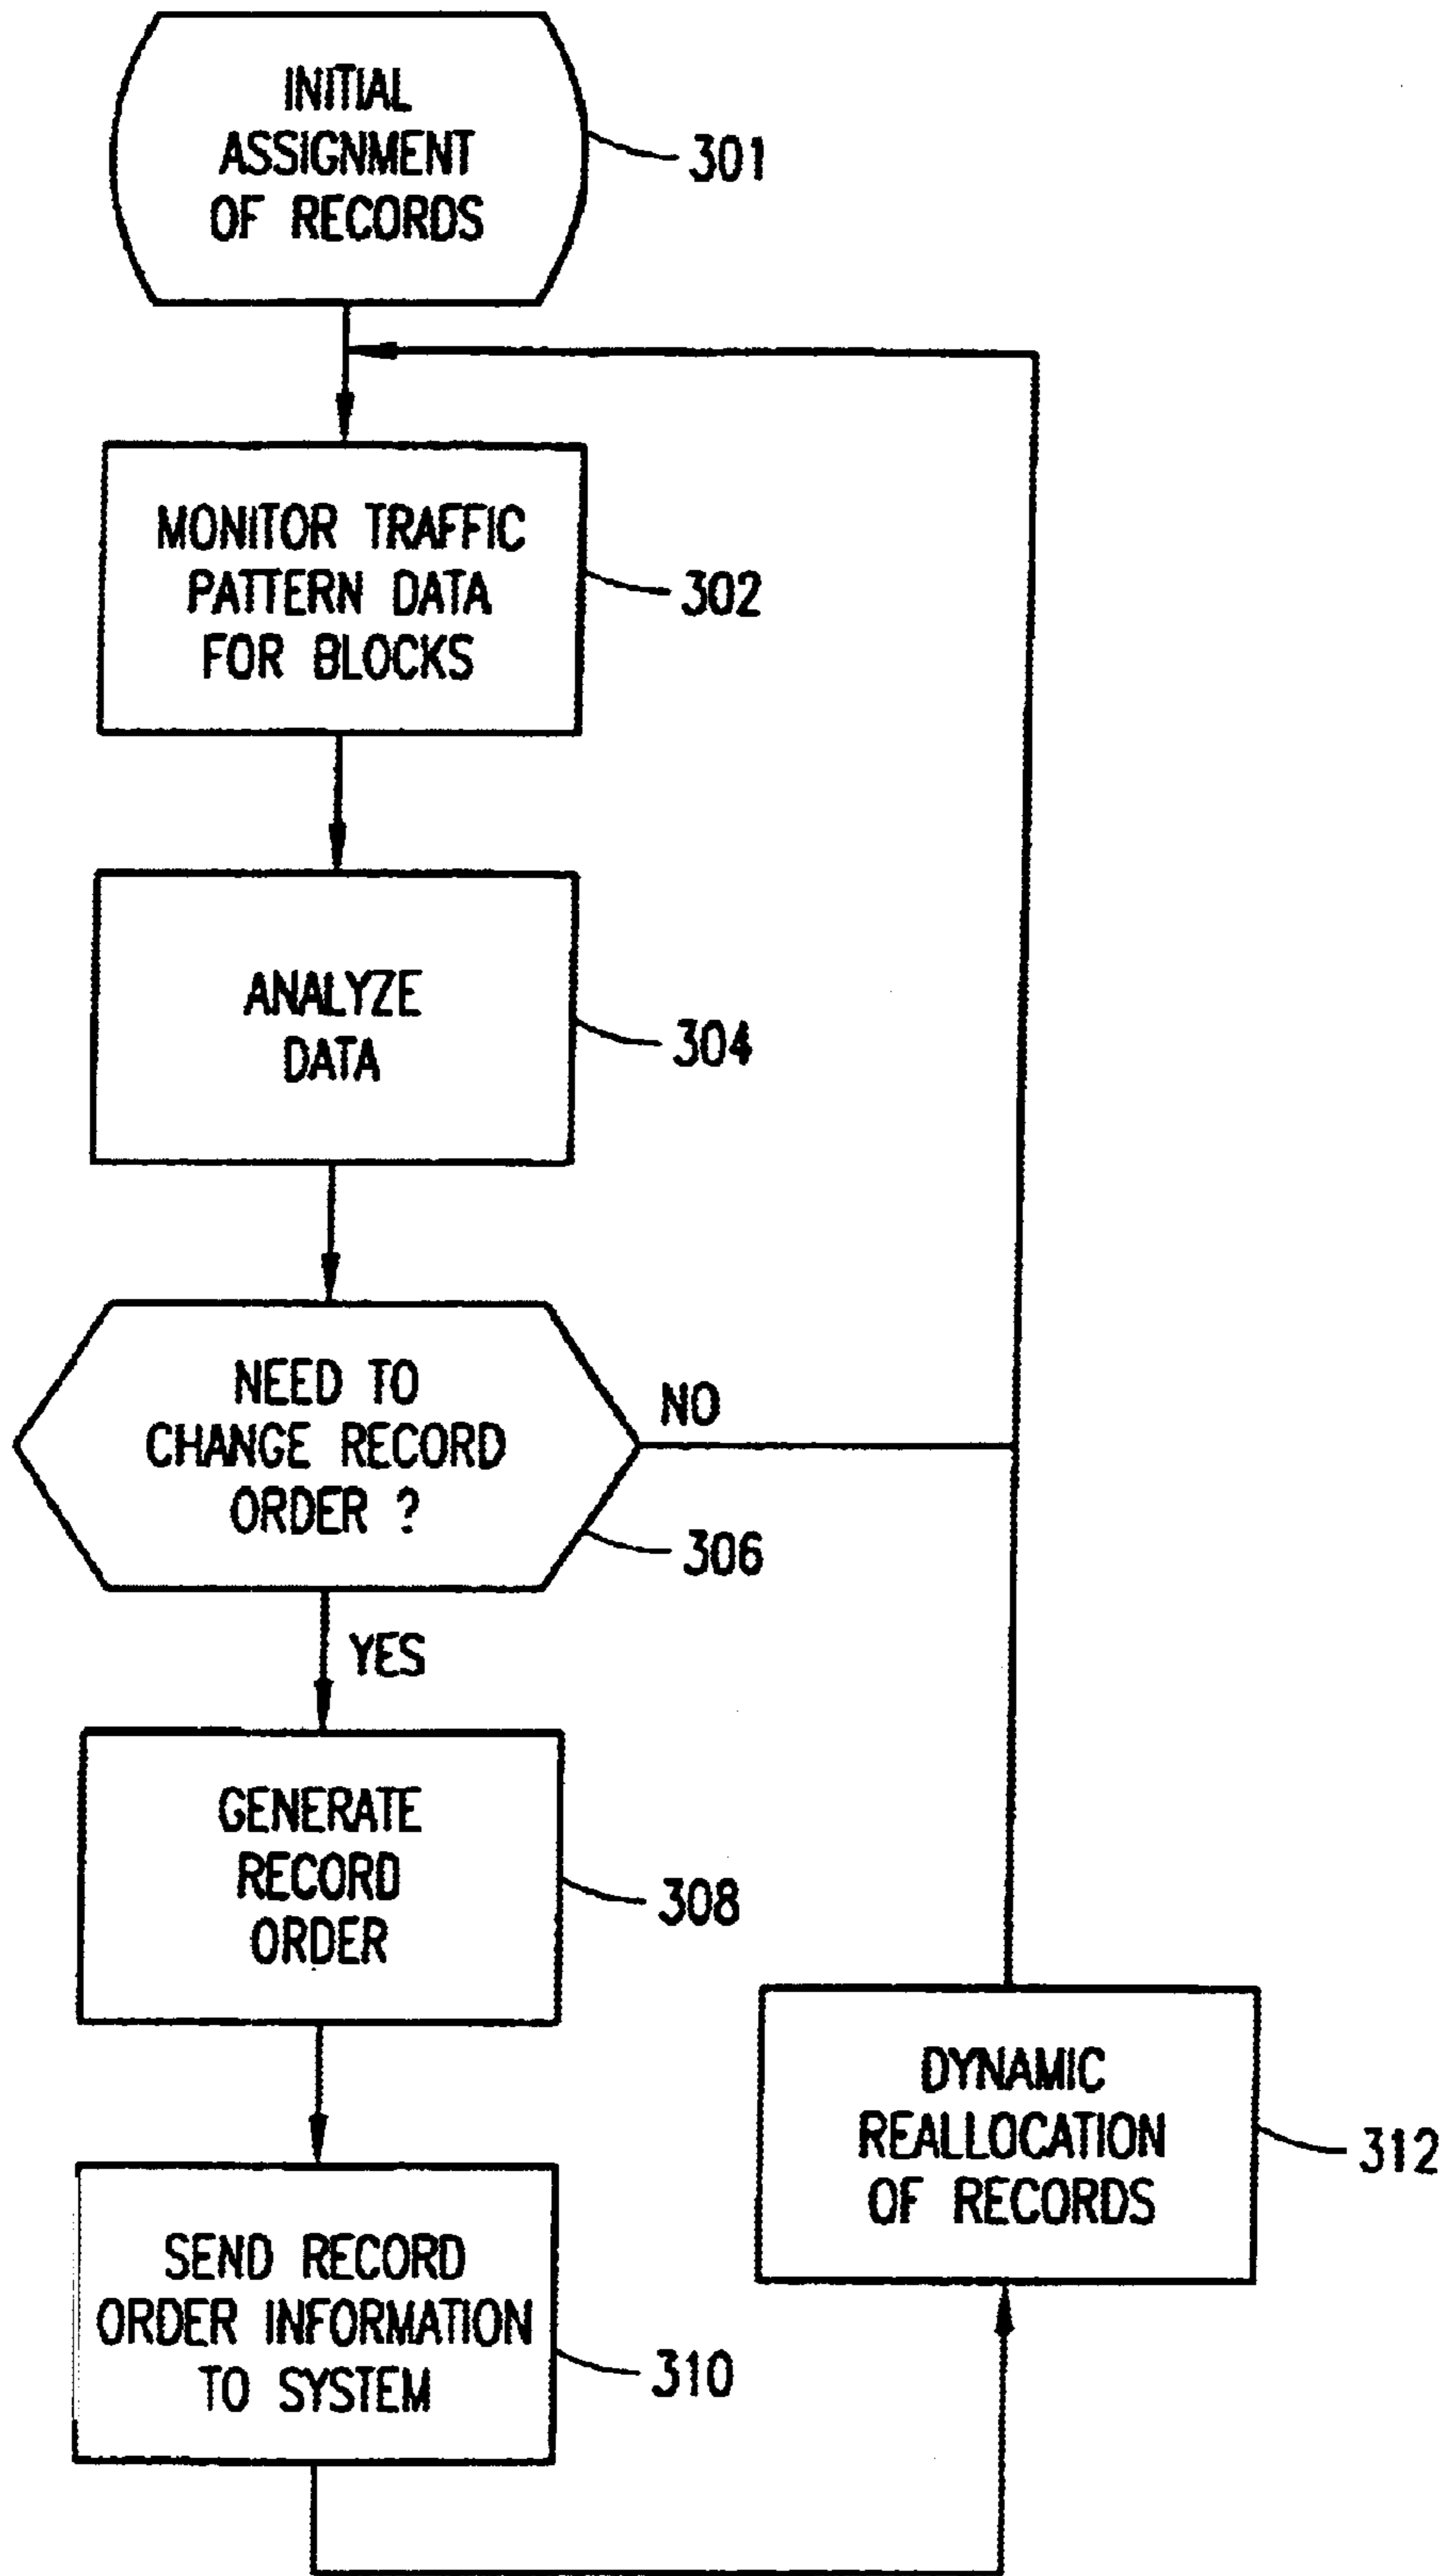 INITIAL
ASSIGNMENT
OF RECORDS
301
MONITOR TRAFFIC
PATTERN DATA
FOR BLOCKS
302
ANALYZE
DATA
304
NEED TO
CHANGE RECORD
ORDER ?
NO
306
YES
GENERATE
RECORD
ORDER
308
DYNAMIC
REALLOCATION
OF RECORDS
312
SEND RECORD
ORDER INFORMATION
TO SYSTEM
310